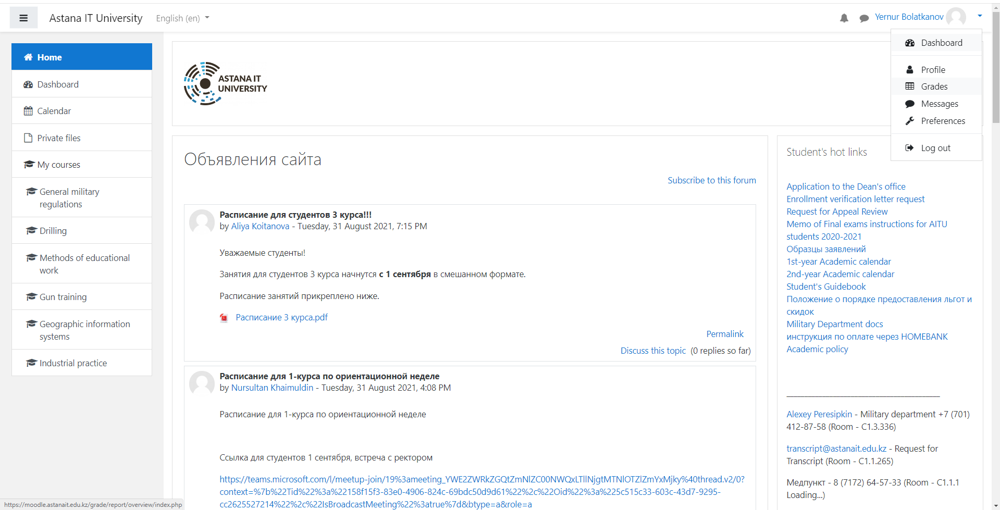 Astana IT University
English (en)
Yernur Bolatkanov
Dashboard
Profile
Grades
Messages
Preferences
Log out
Home
Dashboard
Calendar
Private files
My courses
General military
regulations
Drilling
Methods of educational
work
Gun training
Geographic information
systems
Industrial practice
ASTANA IT
UNIVERSITY
Объявления сайта
Subscribe to this forum
Расписание для студентов 3 курса!!!
by Aliya Koitanova - Tuesday, 31 August 2021, 7:15 PM
Уважаемые студенты!
Занятия для студентов 3 курса начнутся с 1 сентября в смешанном формате.
Расписание занятий прикреплено ниже.
Расписание 3 курса.pdf
Permalink
Discuss this topic (0 replies so far)
Расписание для 1-курса по ориентационной неделе
by Nursultan Khaimuldin - Tuesday, 31 August 2021, 4:08 PM
Расписание для 1-курса по ориентационной неделе
Ссылка для студентов 1 сентября, встреча с ректором
https://teams.microsoft.com/l/meetup-join/19%3ameeting_YWE2ZWRkZGQtZmNlZC00NWQxLTllNjgtMTNlOTZlZmYxMjky%40thread.v2/0?
context=%7b%22Tid%22%3a%22158f15f3-83e0-4906-824c-69bdc50d9d61%22%2c%22Oid%22%3a%225c515c33-603c-43d7-9295-
cc2625527214%22%2c%22IsBroadcastMeeting%22%3atrue%7d&btype=a&role=a
Student's hot links
Application to the Dean's office
Enrollment verification letter request
Request for Appeal Review
Memo of Final exams instructions for AITU
students 2020-2021
Образцы заявлений
1st-year Academic calendar
2nd-year Academic calendar
Student's Guidebook
Положение о порядке предоставления льгот и
скидок
Military Department docs
инструкция по оплате через HOMEBANK
Academic policy
Alexey Peresipkin - Military department +7 (701)
412-87-58 (Room - C1.3.336)
transcript@astanait.edu.kz - Request for
Transcript (Room - C1.1.265)
Медпункт - 8 (7172) 64-57-33 (Room - C1.1.1
Loading...)
https://moodle.astanait.edu.kz/grade/report/overview/index.php